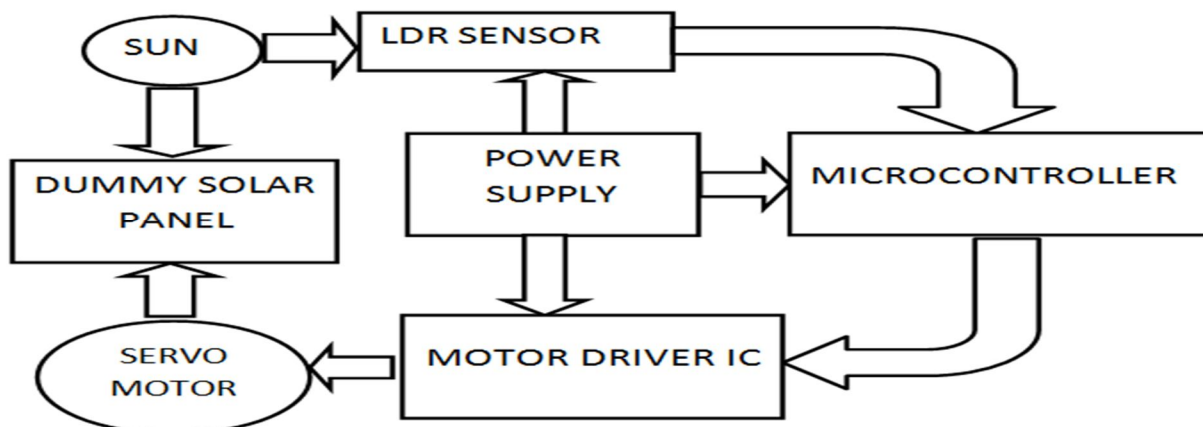 SUN
LDR SENSOR
POWER
SUPPLY
MICROCONTROLLER
DUMMY SOLAR
PANEL
SERVO
MOTOR
MOTOR DRIVER IC